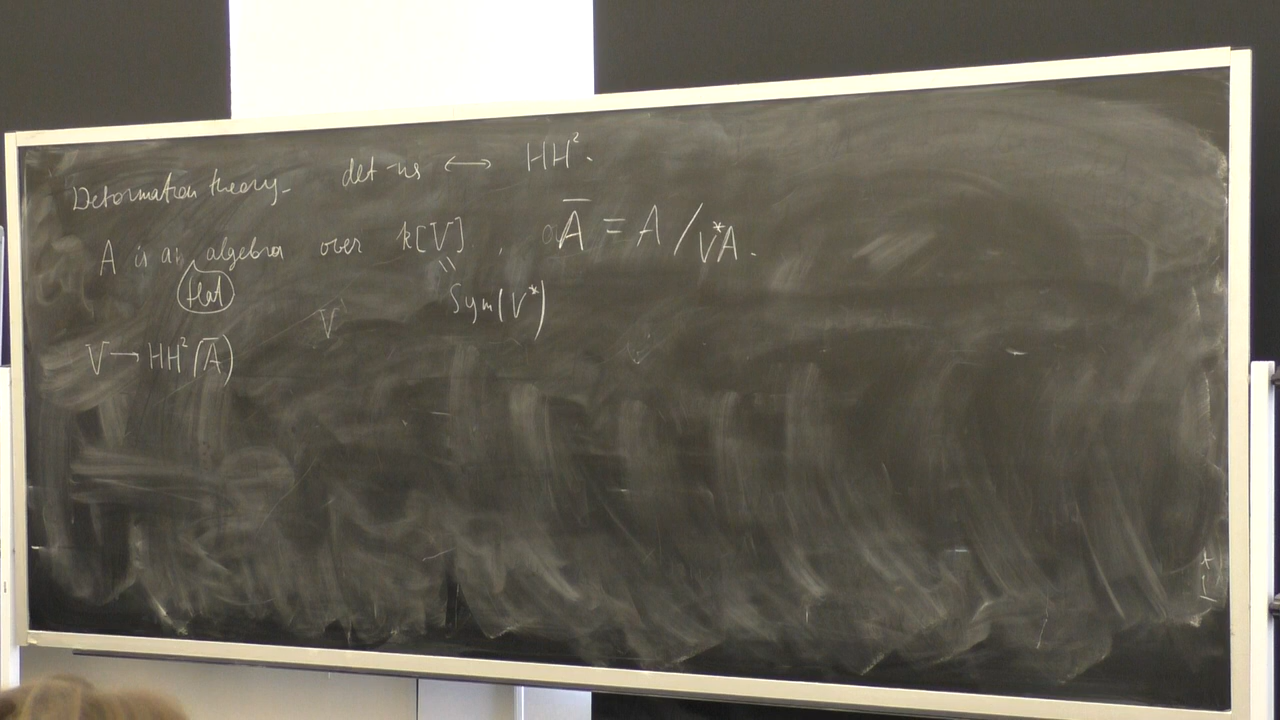 Deformation theory. def-ns ⟷ HH².
A is an algebra over k[V], Ā = A / V*A.
flat
॥ Sym(V*)
V → HH²(Ā)